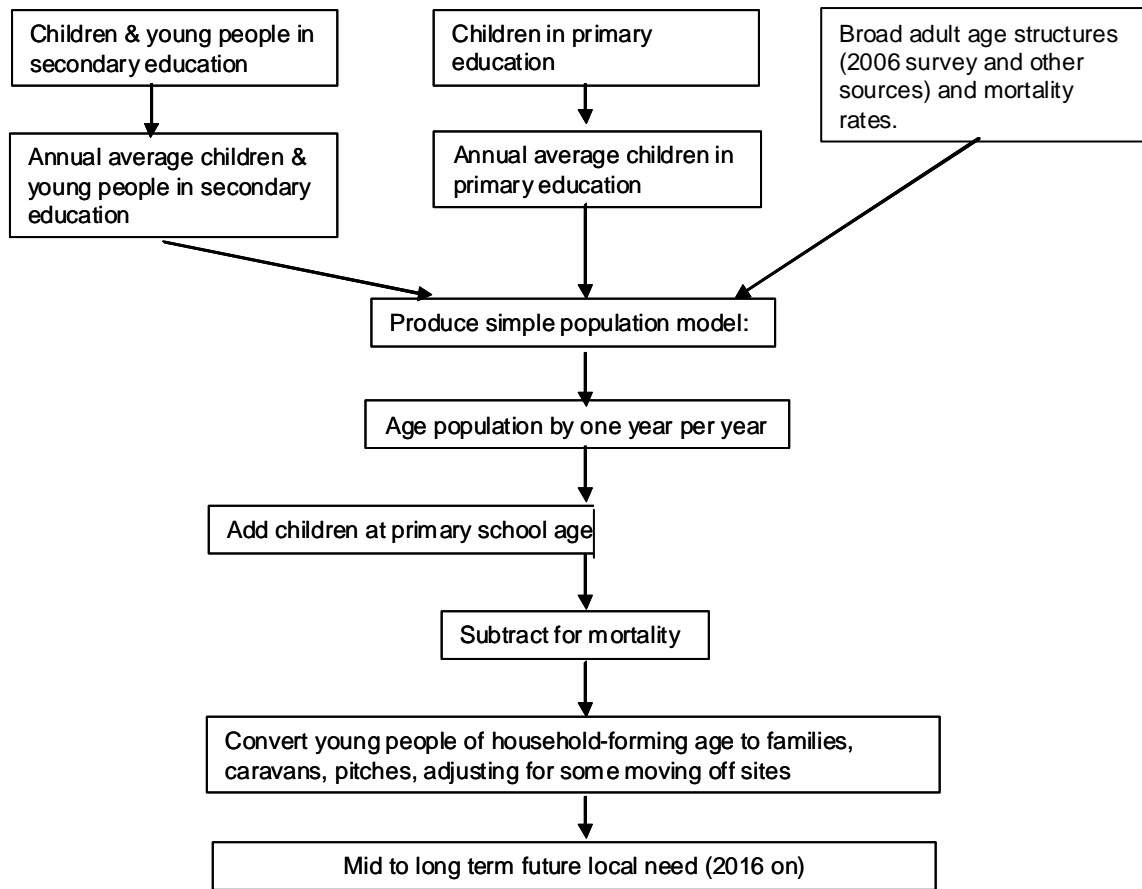 Children & young people in
secondary education
Children in primary
education
Broad adult age structures
(2006 survey and other
sources) and mortality
rates.
Annual average children &
young people in secondary
education
Annual average children in
primary education
Produce simple population model:
Age population by one year per year
Add children at primary school age
Subtract for mortality
Convert young people of household-forming age to families,
caravans, pitches, adjusting for some moving off sites
Mid to long term future local need (2016 on)